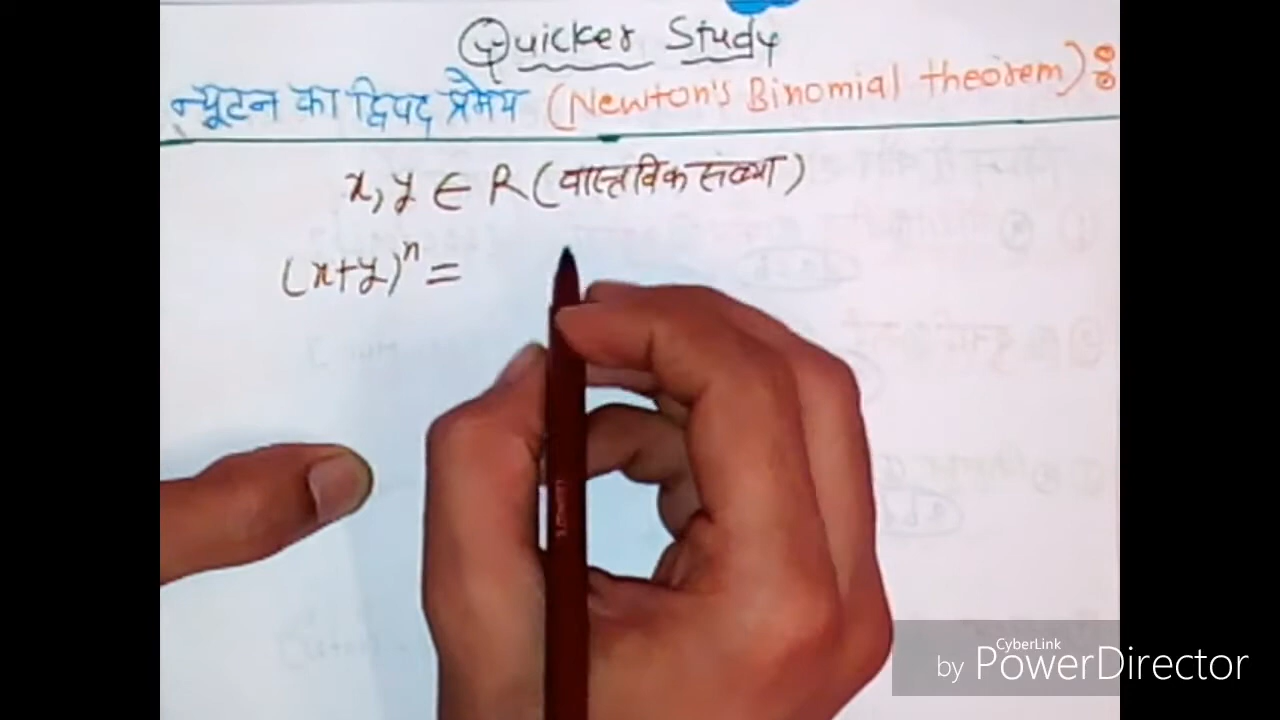 Quicker Study
न्यूटन का द्विपद प्रमेय (Newton's Binomial theorem) :
x, y ∈ R (वास्तविक संख्या)
(x+y)ⁿ =
CyberLink
by PowerDirector